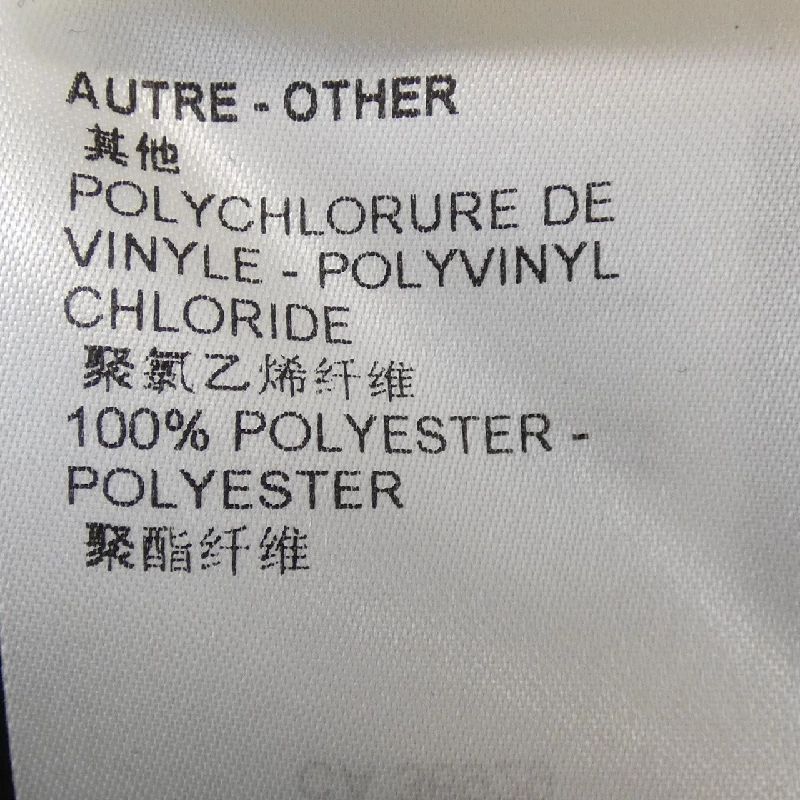 AUTRE - OTHER
其他
POLYCHLORURE DE
VINYLE - POLYVINYL
CHLORIDE
聚氯乙烯纤维
100% POLYESTER -
POLYESTER
聚酯纤维